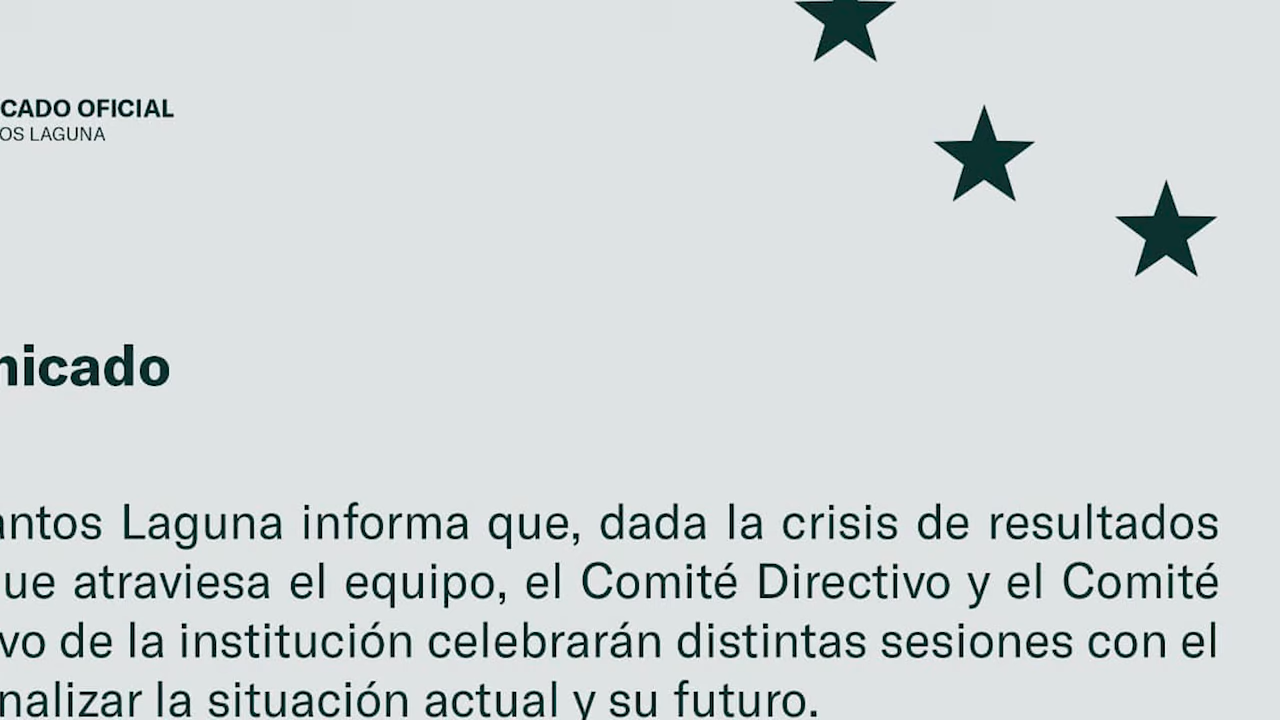 CADO OFICIAL
OS LAGUNA
nicado
antos Laguna informa que, dada la crisis de resultados
ue atraviesa el equipo, el Comité Directivo y el Comité
vo de la institución celebrarán distintas sesiones con el
nalizar la situación actual y su futuro.